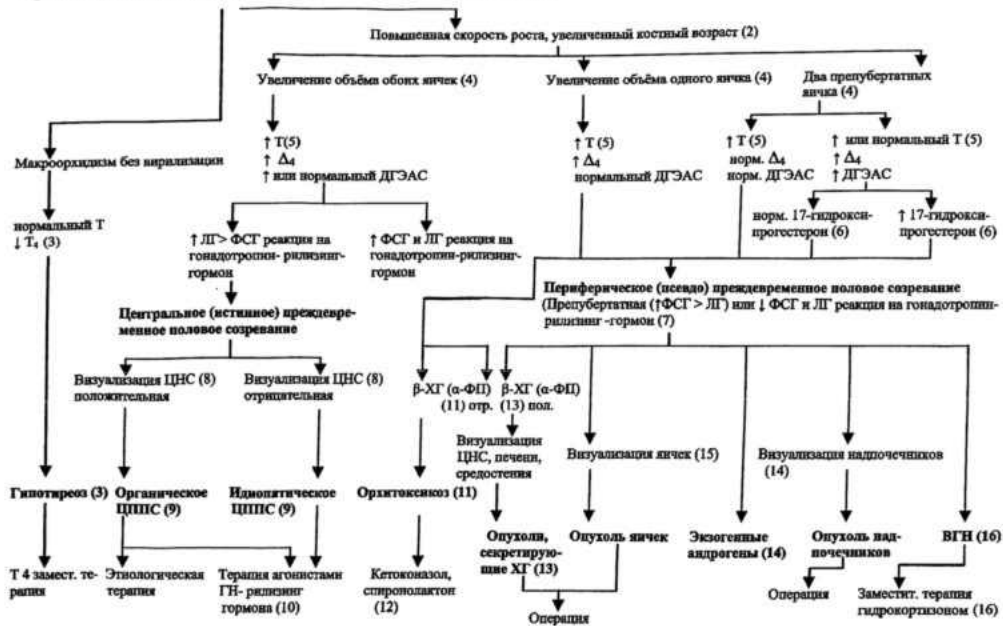 Повышенная скорость роста, увеличенный костный возраст (2)
Увеличение объёма обоих яичек (4)
Увеличение объёма одного яичка (4)
Два препубертатных
яичка (4)
Макроорхидизм без вирилизации
↑ Т(5)
↑ Δ4
↑ или нормальный ДГЭАС
↑ Т (5)
↑ Δ4
нормальный ДГЭАС
↑ Т (5)
норм. Δ4
норм. ДГЭАС
↑ или нормальный Т (5)
↑ Δ4
↑ ДГЭАС
нормальный Т
↓ Т4 (3)
↑ ЛГ> ФСГ реакция на
гонадотропин- рилизинг-
гормон
↑ ФСГ и ЛГ реакция на
гонадотропин-рилизинг-
гормон
норм. 17-гидрокси-
прогестерон (6)
↑ 17-гидрокси-
прогестерон (6)
Центральное (истинное) преждевре-
менное половое созревание
Периферическое (псевдо) преждевременное половое созревание
(Препубертатная (↑ФСГ > ЛГ) или ↓ ФСГ и ЛГ реакция на гонадотропин-
рилизинг -гормон (7)
Визуализация ЦНС (8)
положительная
Визуализация ЦНС (8)
отрицательная
β-ХГ (α-ФП)
(11) отр.
β-ХГ (α-ФП)
(13) пол.
Визуализация
ЦНС, печени,
средостения
Визуализация яичек (15)
Визуализация надпочечников
(14)
Гипотиреоз (3)
Органическое
ЦППС (9)
Идиопятическое
ЦППС (9)
Орхитоксикоз (11)
Опухоли,
секретирую-
щие ХГ (13)
Опухоль яичек
Экзогенные
андрогены (14)
Опухоль над-
почечников
ВГН (16)
Т 4 замест. те-
рапия
Этиологическая
терапия
Терапия агонистами
ГН- рилизинг
гормона (10)
Кетоконазол,
спиронолактон
(12)
Операция
Операция
Заместит. терапия
гидрокортизоном (16)